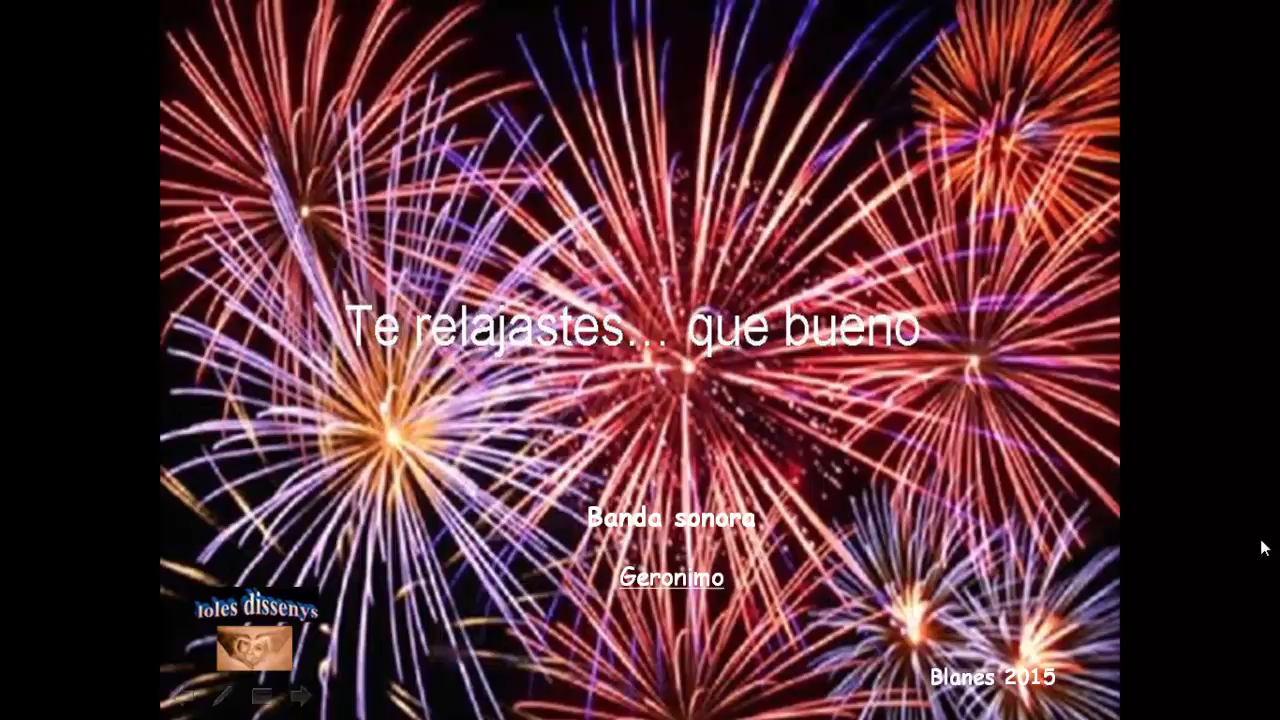 Te relajastes... que bueno
Banda sonora
Geronimo
loles dissenys
Blanes 2015